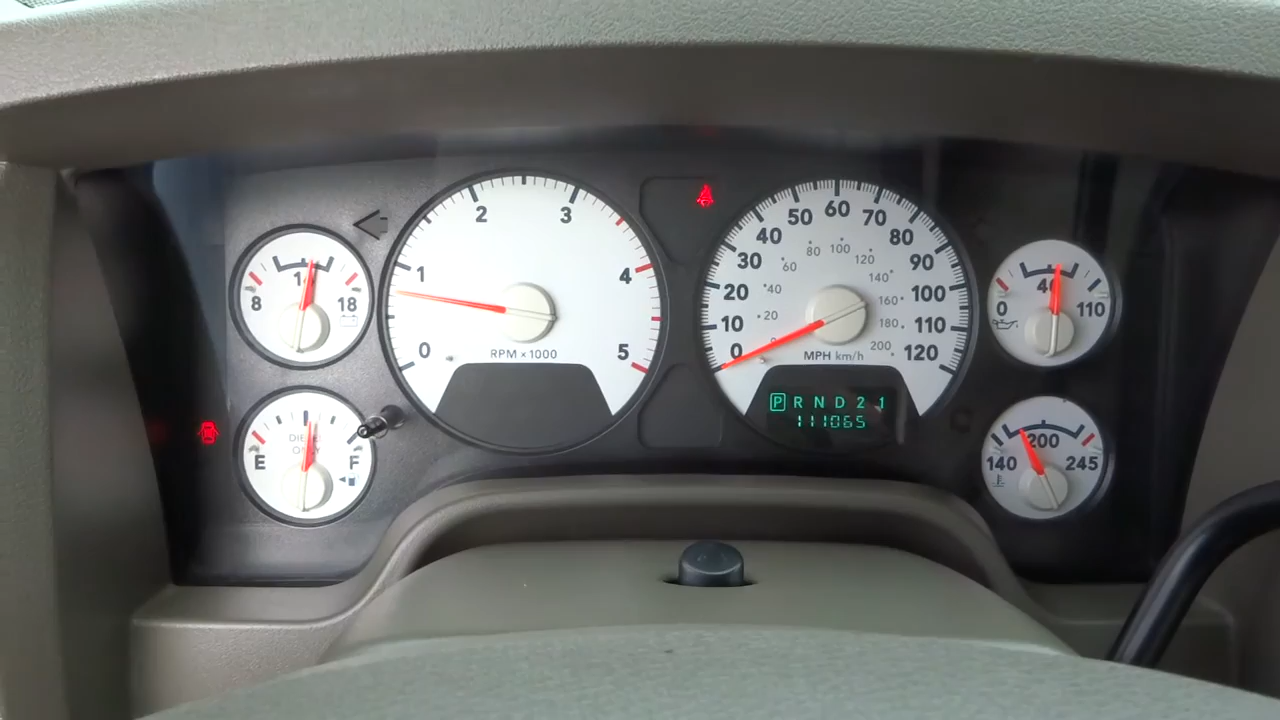 8 14 18
E DIESEL ONLY F
0 1 2 3 4 5
RPM x 1000
0 10 20 30 40 50 60 70 80 90 100 110 120
20 40 60 80 100 120 140 160 180 200
MPH km/h
P R N D 2 1
111065
0 40 110
140 200 245